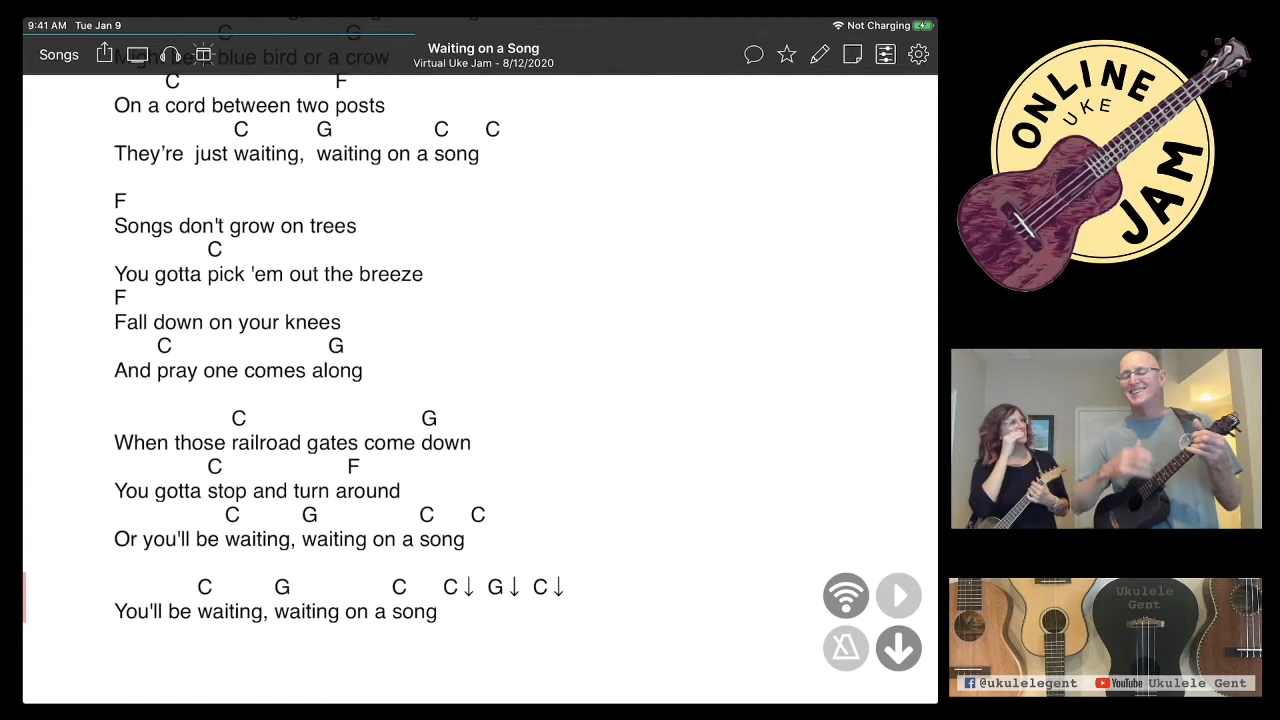 9:41 AM Tue Jan 9
Not Charging
Songs
Waiting on a Song
Virtual Uke Jam - 8/12/2020
C G
Might be a blue bird or a crow
C F
On a cord between two posts
C G C C
They’re just waiting, waiting on a song
F
Songs don't grow on trees
C
You gotta pick 'em out the breeze
F
Fall down on your knees
C G
And pray one comes along
C G
When those railroad gates come down
C F
You gotta stop and turn around
C G C C
Or you'll be waiting, waiting on a song
C G C C↓ G↓ C↓
You'll be waiting, waiting on a song
ONLINE
UKE
JAM
Ukulele
Gent
@ukulelegent
YouTube Ukulele Gent